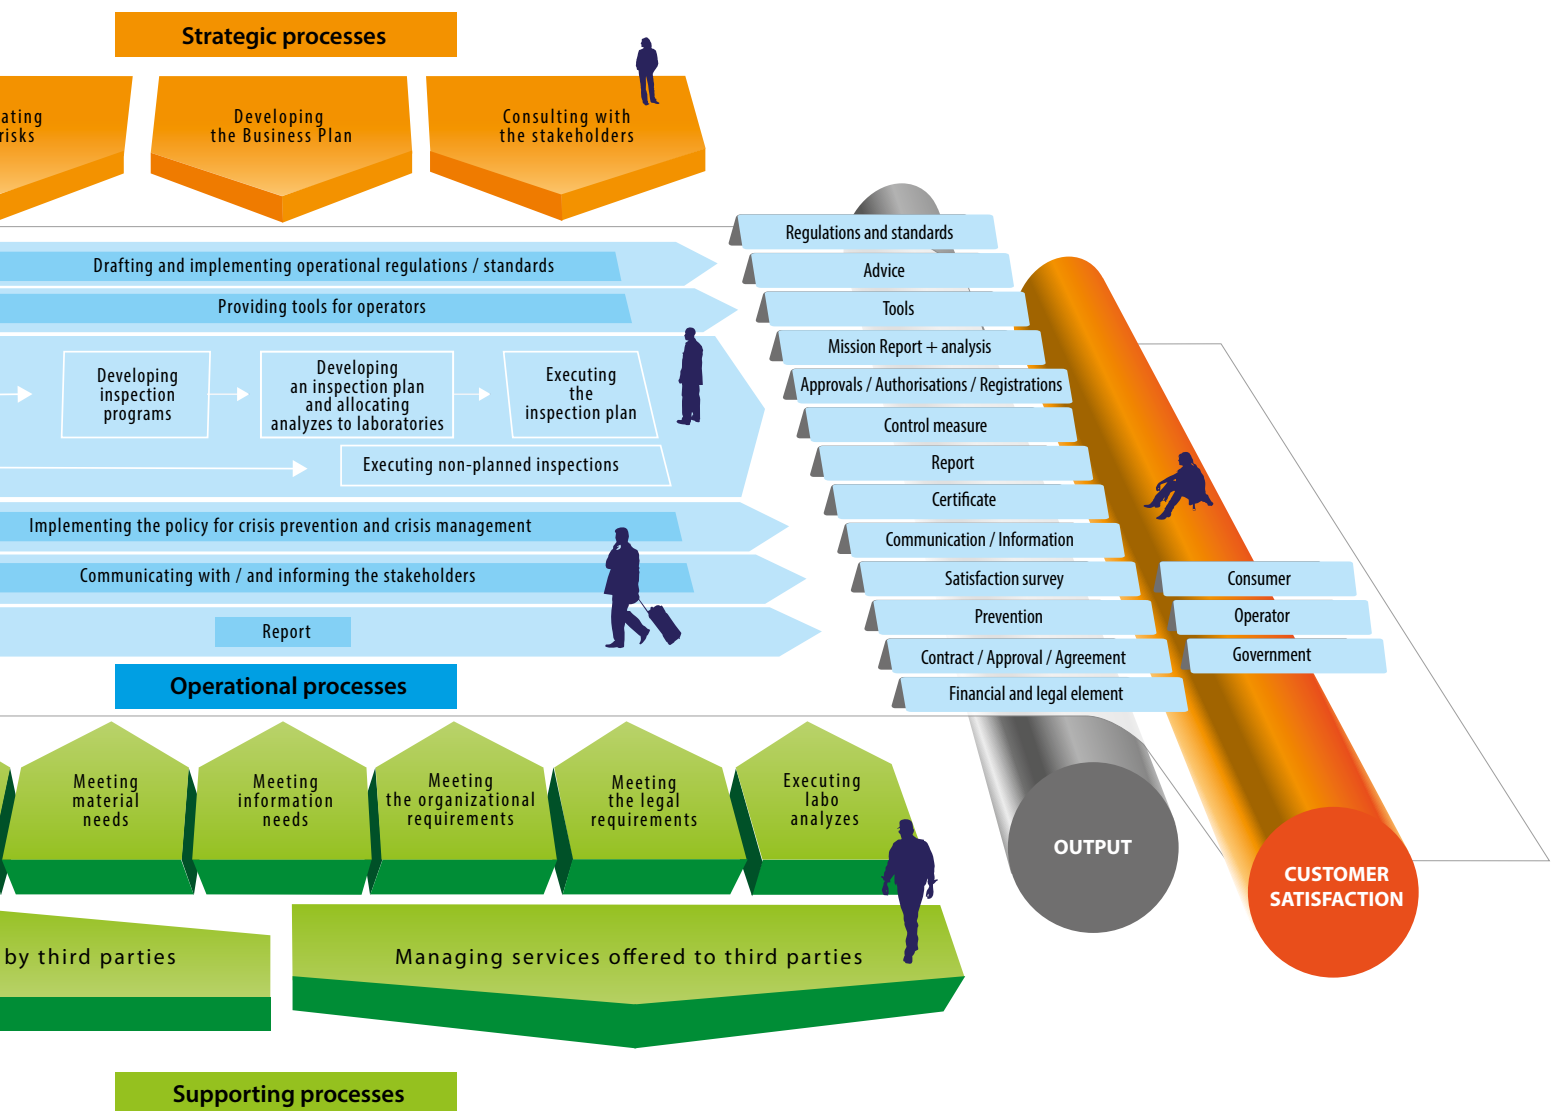 Strategic processes
ating
risks
Developing
the Business Plan
Consulting with
the stakeholders
Regulations and standards
Drafting and implementing operational regulations / standards
Advice
Providing tools for operators
Tools
Mission Report + analysis
Developing
inspection
programs
Developing
an inspection plan
and allocating
analyzes to laboratories
Executing
the
inspection plan
Approvals / Authorisations / Registrations
Control measure
Executing non-planned inspections
Report
Certificate
Implementing the policy for crisis prevention and crisis management
Communication / Information
Communicating with / and informing the stakeholders
Satisfaction survey
Consumer
Prevention
Operator
Report
Contract / Approval / Agreement
Government
Operational processes
Financial and legal element
Meeting
material
needs
Meeting
information
needs
Meeting
the organizational
requirements
Meeting
the legal
requirements
Executing
labo
analyzes
OUTPUT
CUSTOMER
SATISFACTION
by third parties
Managing services offered to third parties
Supporting processes